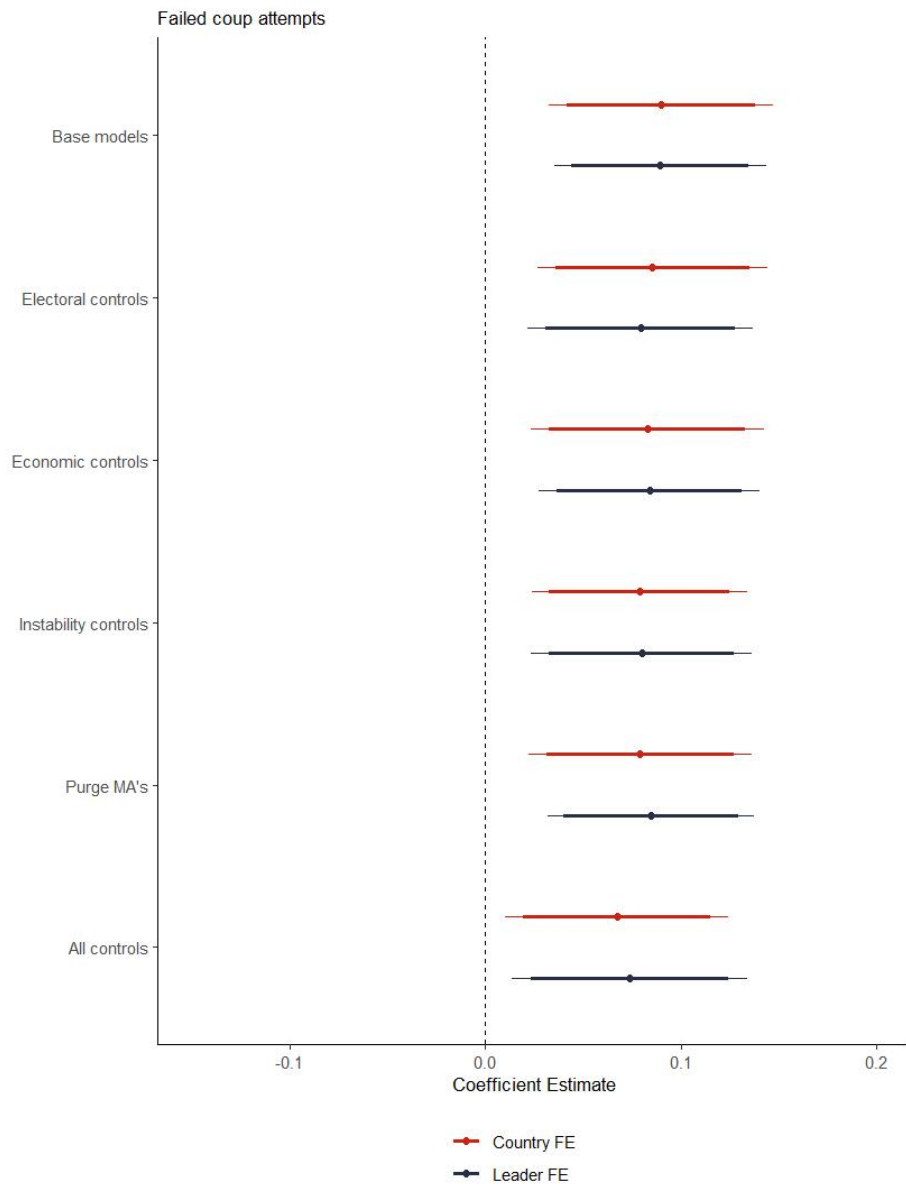 Failed coup attempts
Base models
Electoral controls
Economic controls
Instability controls
Purge MA's
All controls
-0.1 0.0 0.1 0.2
Coefficient Estimate
Country FE
Leader FE